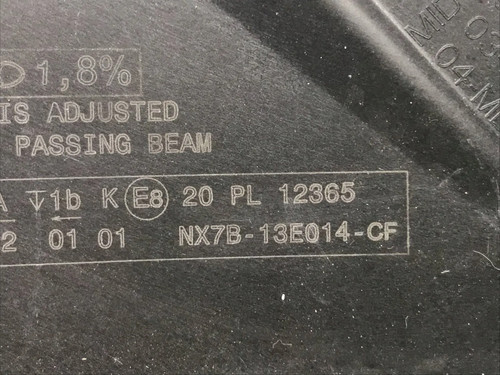 1,8%
IS ADJUSTED
PASSING BEAM
A 1b K E8 20 PL 12365
2 01 01 NX7B-13E014-CF